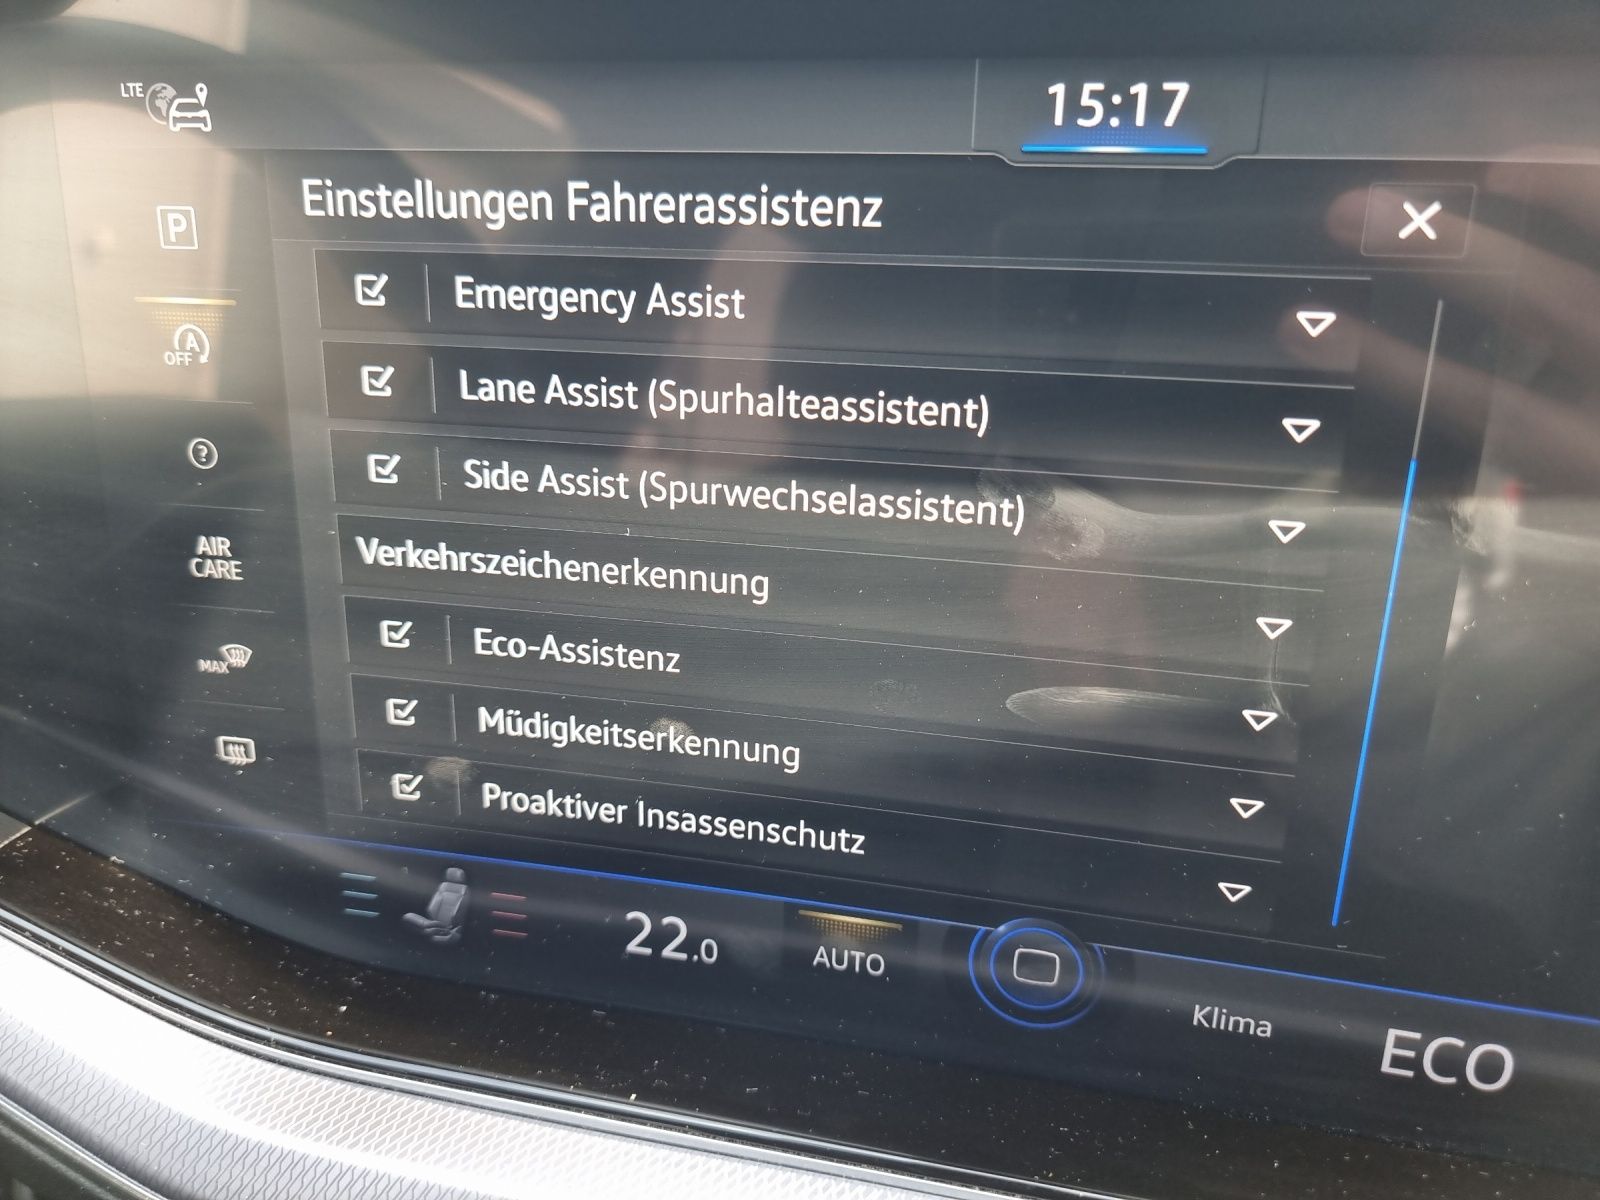 LTE
15:17
P
Einstellungen Fahrerassistenz
Emergency Assist
A
OFF
Lane Assist (Spurhalteassistent)
?
Side Assist (Spurwechselassistent)
AIR
CARE
Verkehrszeichenerkennung
Eco-Assistenz
MAX
Müdigkeitserkennung
Proaktiver Insassenschutz
22.0
AUTO
Klima
ECO